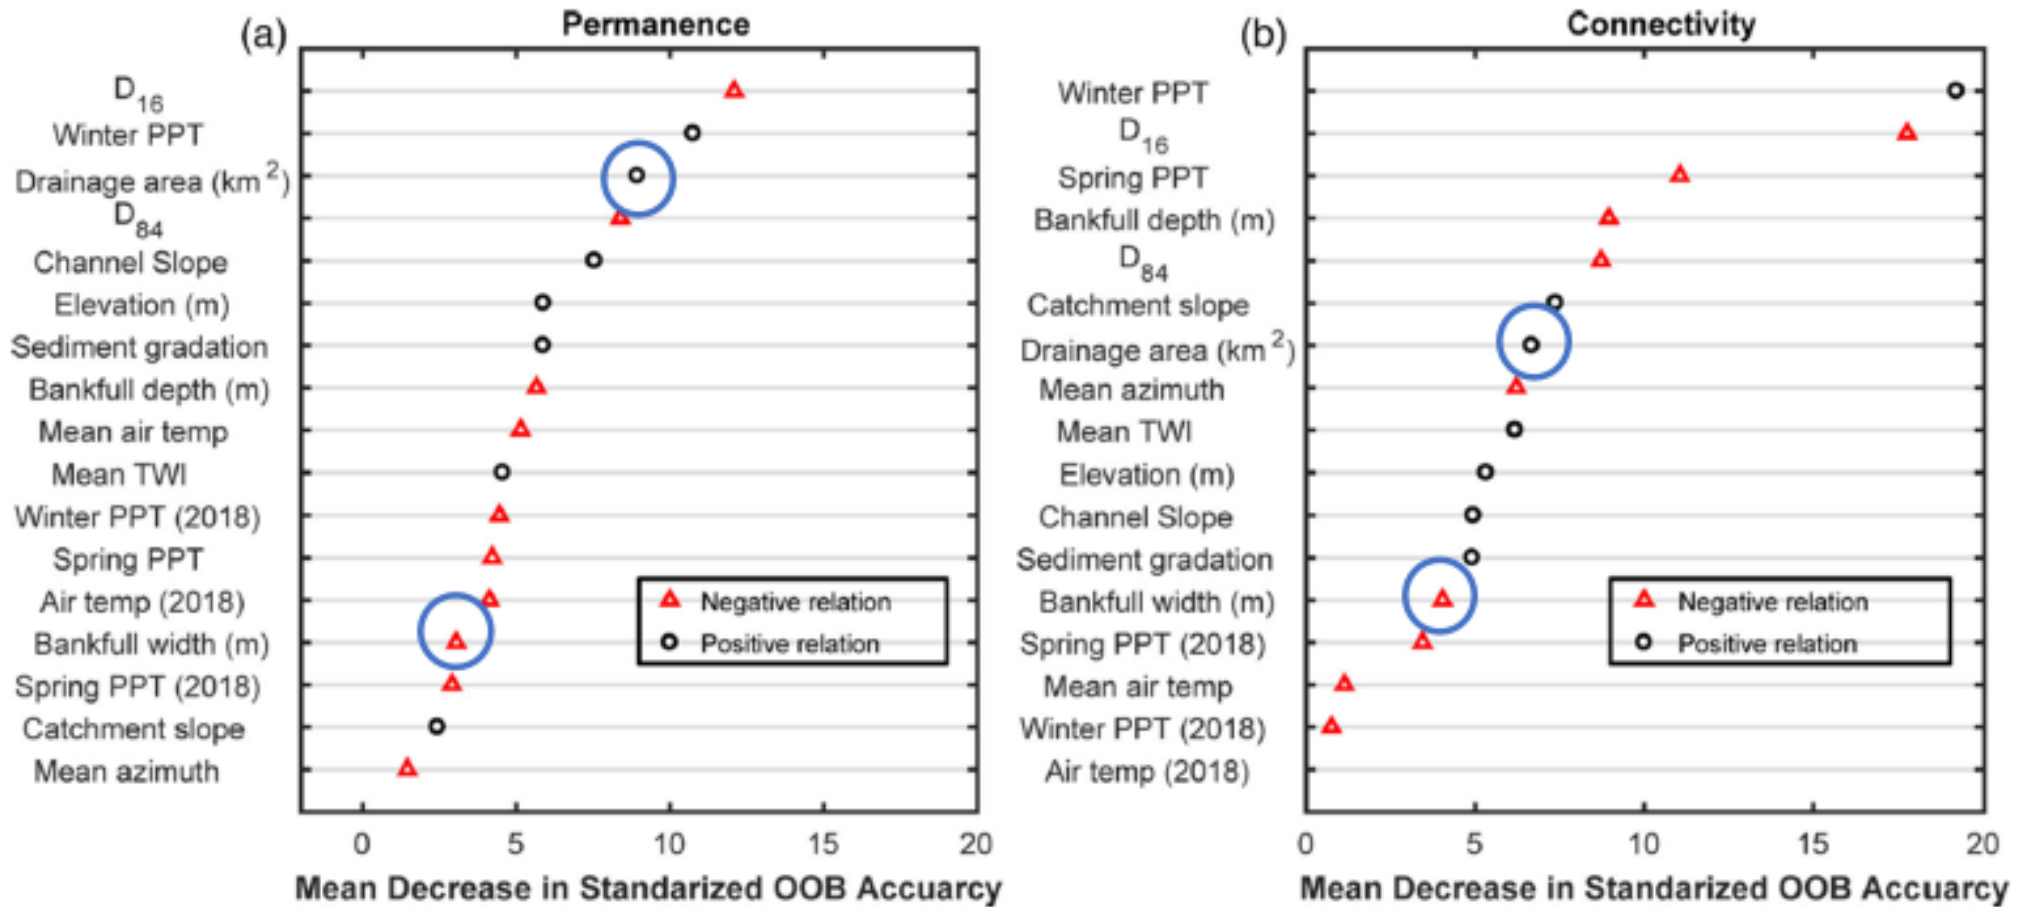 (a)
Permanence
D16
Winter PPT
Drainage area (km2)
D84
Channel Slope
Elevation (m)
Sediment gradation
Bankfull depth (m)
Mean air temp
Mean TWI
Winter PPT (2018)
Spring PPT
Air temp (2018)
Bankfull width (m)
Spring PPT (2018)
Catchment slope
Mean azimuth
Negative relation
Positive relation
0 5 10 15 20
Mean Decrease in Standarized OOB Accuarcy
(b)
Connectivity
Winter PPT
D16
Spring PPT
Bankfull depth (m)
D84
Catchment slope
Drainage area (km2)
Mean azimuth
Mean TWI
Elevation (m)
Channel Slope
Sediment gradation
Bankfull width (m)
Spring PPT (2018)
Mean air temp
Winter PPT (2018)
Air temp (2018)
Negative relation
Positive relation
0 5 10 15 20
Mean Decrease in Standarized OOB Accuarcy